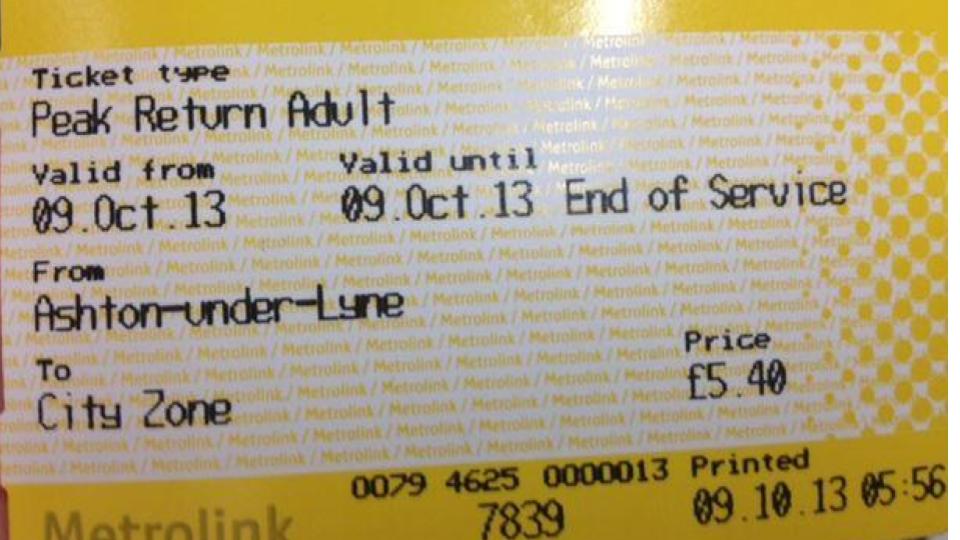 Ticket type
Peak Return Adult
Valid from Valid until
09.Oct.13 09.Oct.13 End of Service
From
Ashton-under-Lyne
To Price
City Zone £5.40
0079 4625 0000013 Printed
7839 09.10.13 05:56
Metrolink